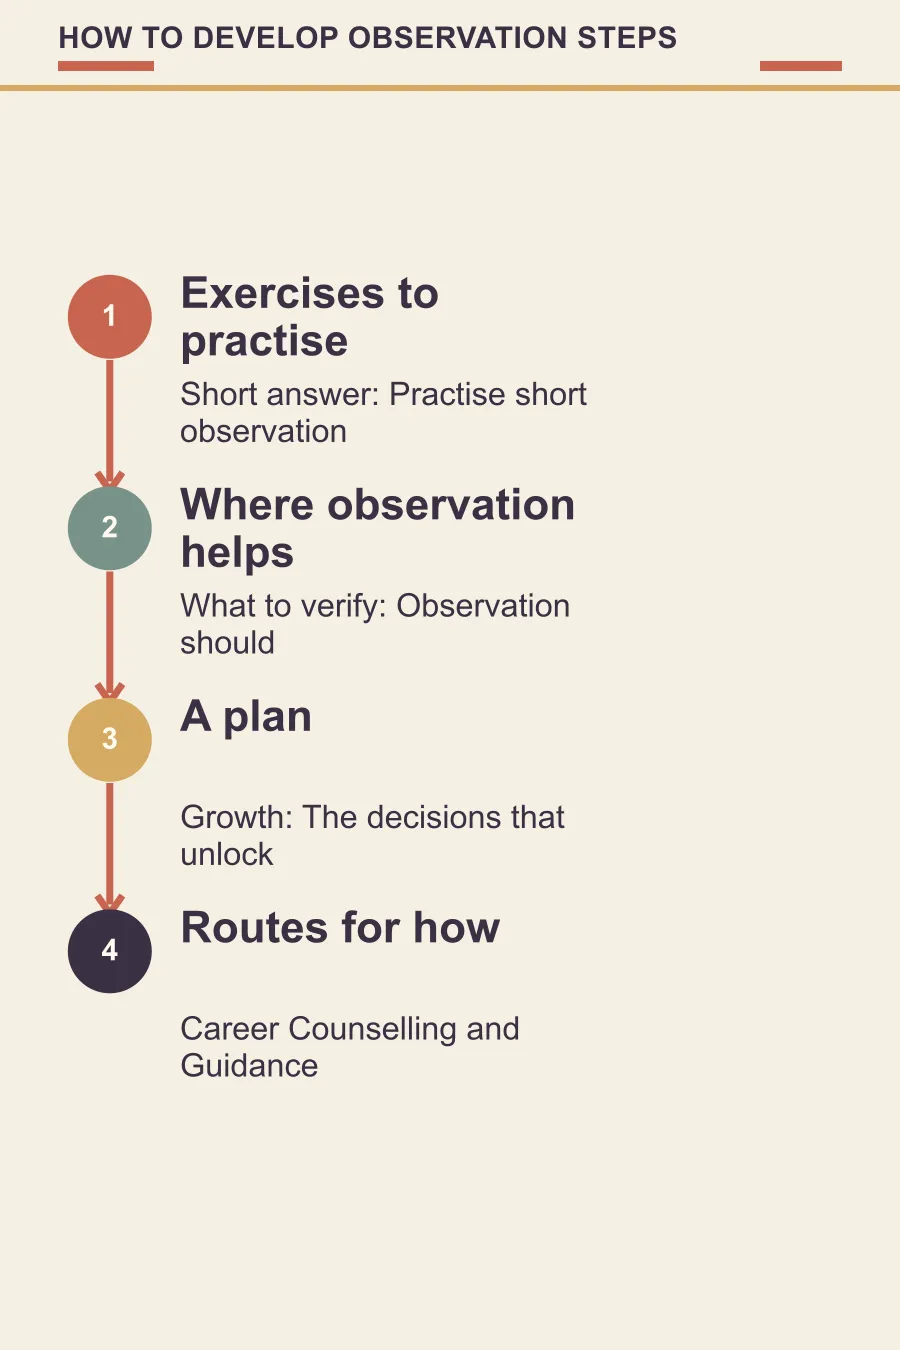 HOW TO DEVELOP OBSERVATION STEPS
1
Exercises to
practise
Short answer: Practise short
observation
2
Where observation
helps
What to verify: Observation
should
3
A plan
Growth: The decisions that
unlock
4
Routes for how
Career Counselling and
Guidance